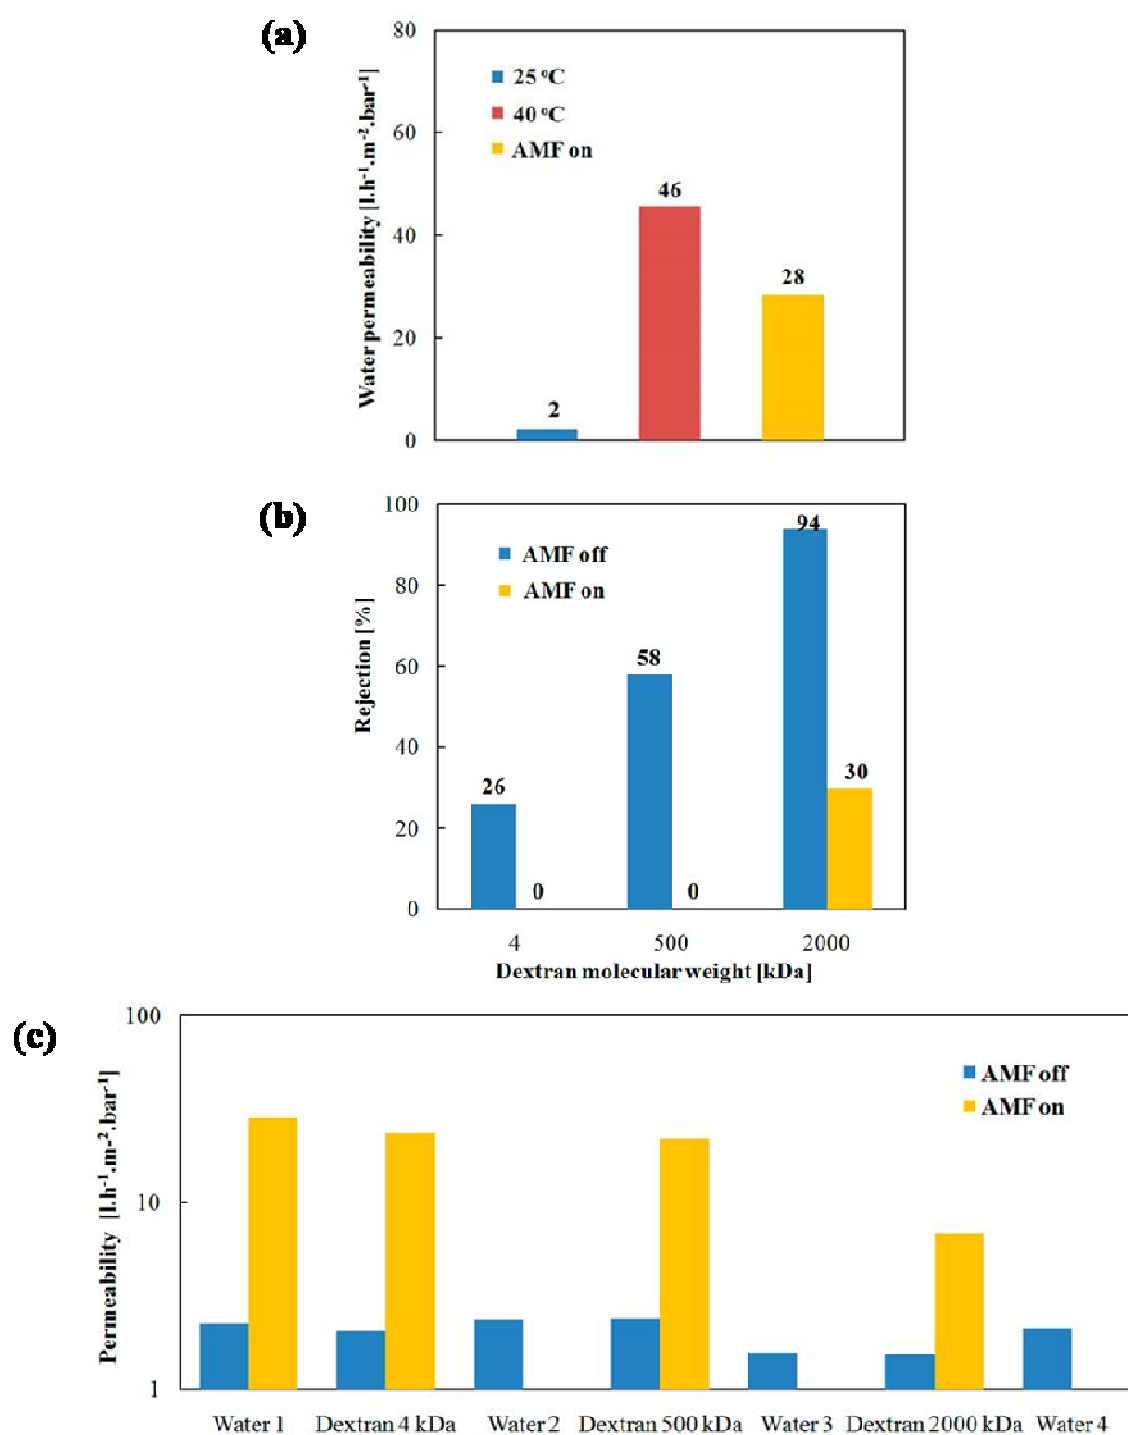 (a)
80
60
40
20
0
Water permeability [l.h-1.m-2.bar-1]
25 °C
40 °C
AMF on
2
46
28
(b)
100
80
60
40
20
0
Rejection [%]
AMF off
AMF on
26
0
58
0
94
30
4 500 2000
Dextran molecular weight [kDa]
(c)
100
10
1
Permeability [l.h-1.m-2.bar-1]
AMF off
AMF on
Water 1 Dextran 4 kDa Water 2 Dextran 500 kDa Water 3 Dextran 2000 kDa Water 4